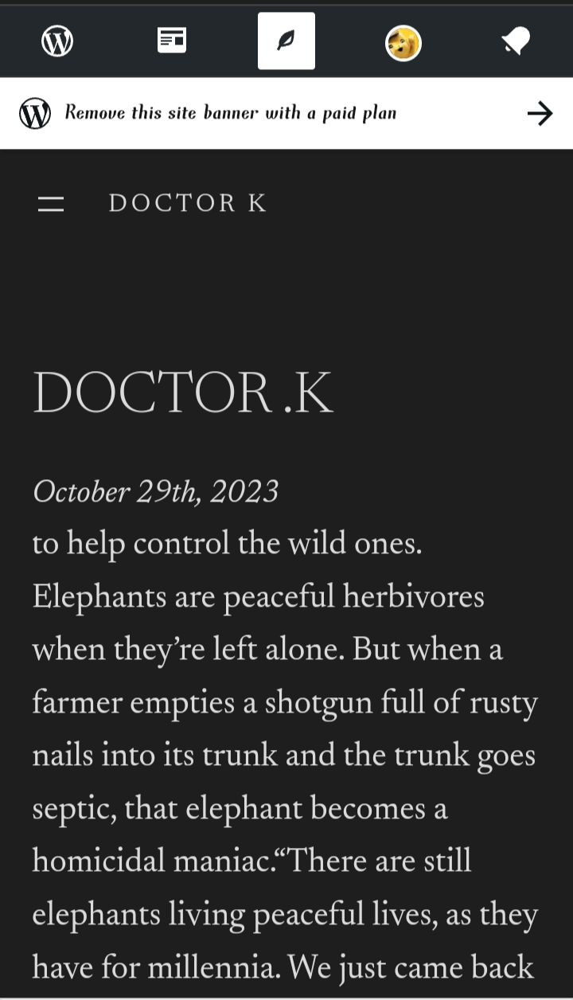 Remove this site banner with a paid plan
DOCTOR K
DOCTOR .K
October 29th, 2023
to help control the wild ones.
Elephants are peaceful herbivores
when they’re left alone. But when a
farmer empties a shotgun full of rusty
nails into its trunk and the trunk goes
septic, that elephant becomes a
homicidal maniac.“There are still
elephants living peaceful lives, as they
have for millennia. We just came back